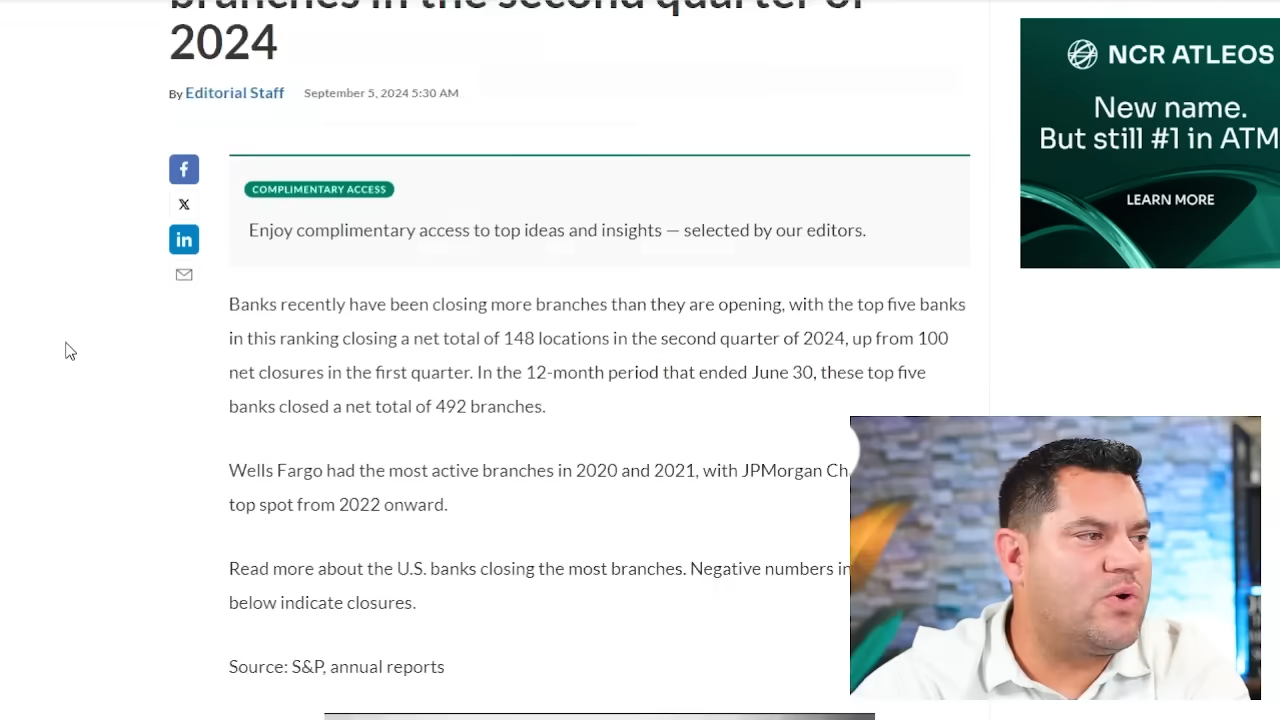 branches in the second quarter of
2024
By Editorial Staff September 5, 2024 5:30 AM
COMPLIMENTARY ACCESS
Enjoy complimentary access to top ideas and insights — selected by our editors.
Banks recently have been closing more branches than they are opening, with the top five banks
in this ranking closing a net total of 148 locations in the second quarter of 2024, up from 100
net closures in the first quarter. In the 12-month period that ended June 30, these top five
banks closed a net total of 492 branches.
Wells Fargo had the most active branches in 2020 and 2021, with JPMorgan Ch
top spot from 2022 onward.
Read more about the U.S. banks closing the most branches. Negative numbers in
below indicate closures.
Source: S&P, annual reports
NCR ATLEOS
New name.
But still #1 in ATM
LEARN MORE